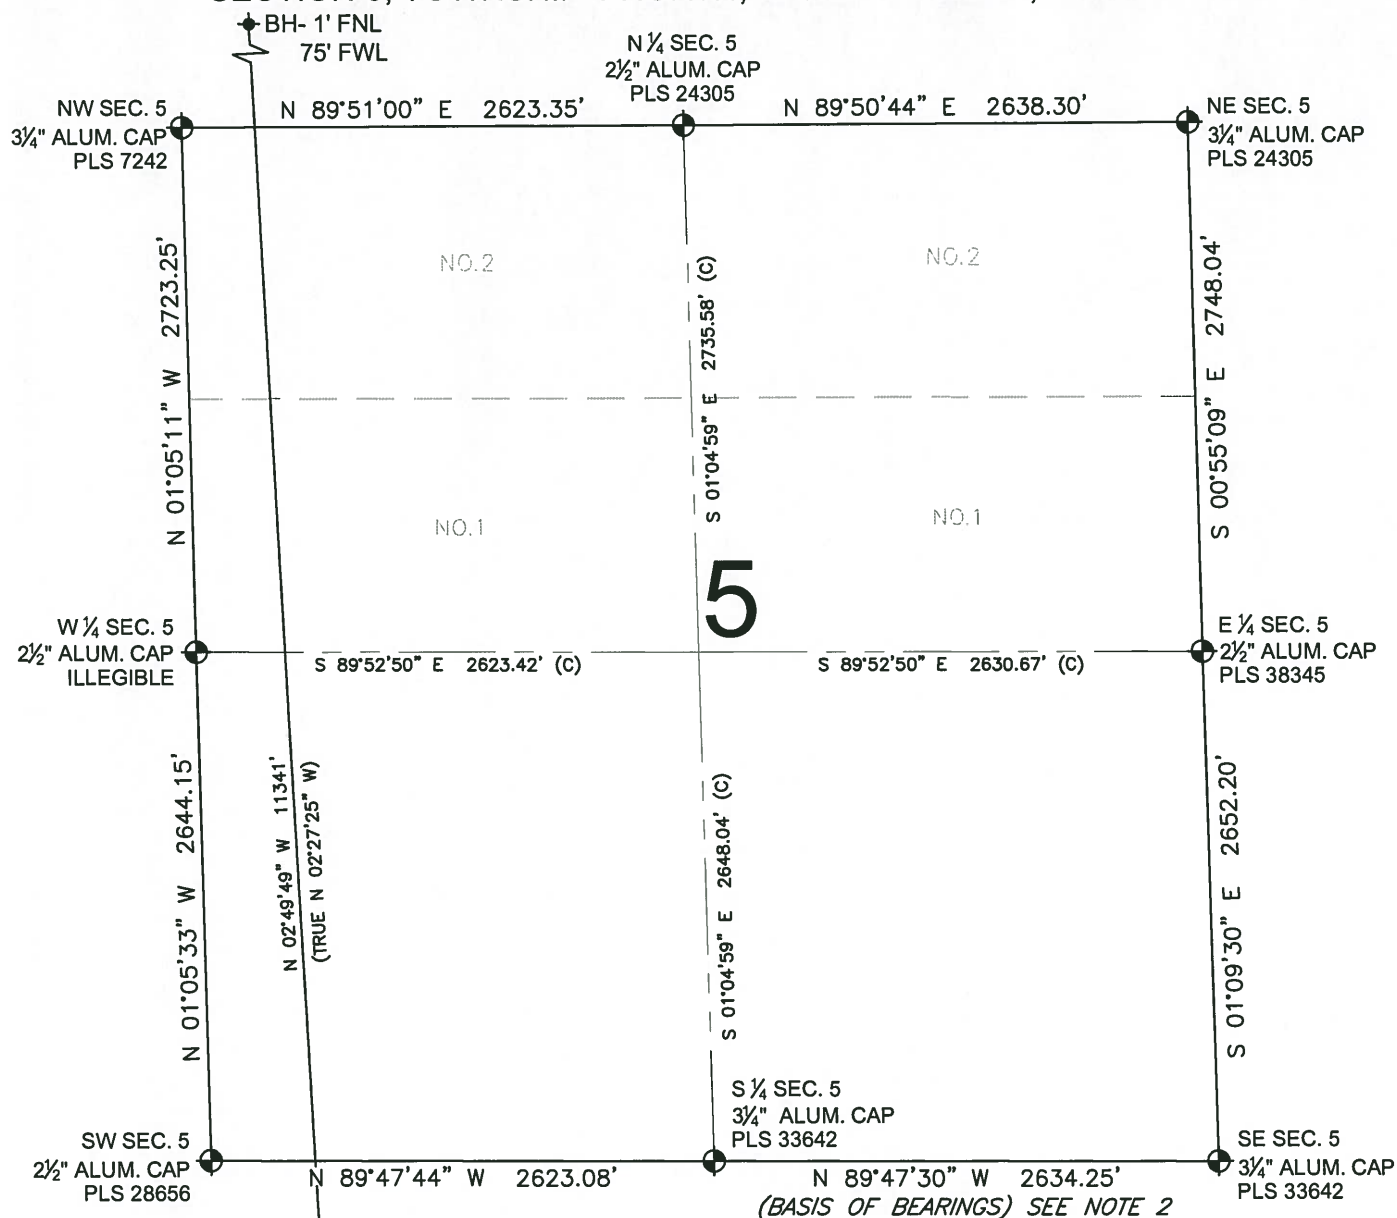 BH- 1' FNL
75' FWL
N ¼ SEC. 5
2½" ALUM. CAP
PLS 24305
NW SEC. 5
3¼" ALUM. CAP
PLS 7242
N 89°51'00" E 2623.35'
N 89°50'44" E 2638.30'
NE SEC. 5
3¼" ALUM. CAP
PLS 24305
N 01°05'11" W 2723.25'
NO.2
S 01°04'59" E 2735.58' (C)
NO.2
S 00°55'09" E 2748.04'
NO.1
NO.1
5
W ¼ SEC. 5
2½" ALUM. CAP
ILLEGIBLE
S 89°52'50" E 2623.42' (C)
S 89°52'50" E 2630.67' (C)
E ¼ SEC. 5
2½" ALUM. CAP
PLS 38345
N 01°05'33" W 2644.15'
N 02°49'49" W 11341'
(TRUE N 02°27'25" W)
S 01°04'59" E 2648.04' (C)
S 01°09'30" E 2652.20'
SW SEC. 5
2½" ALUM. CAP
PLS 28656
N 89°47'44" W 2623.08'
S ¼ SEC. 5
3¼" ALUM. CAP
PLS 33642
N 89°47'30" W 2634.25'
(BASIS OF BEARINGS) SEE NOTE 2
SE SEC. 5
3¼" ALUM. CAP
PLS 33642